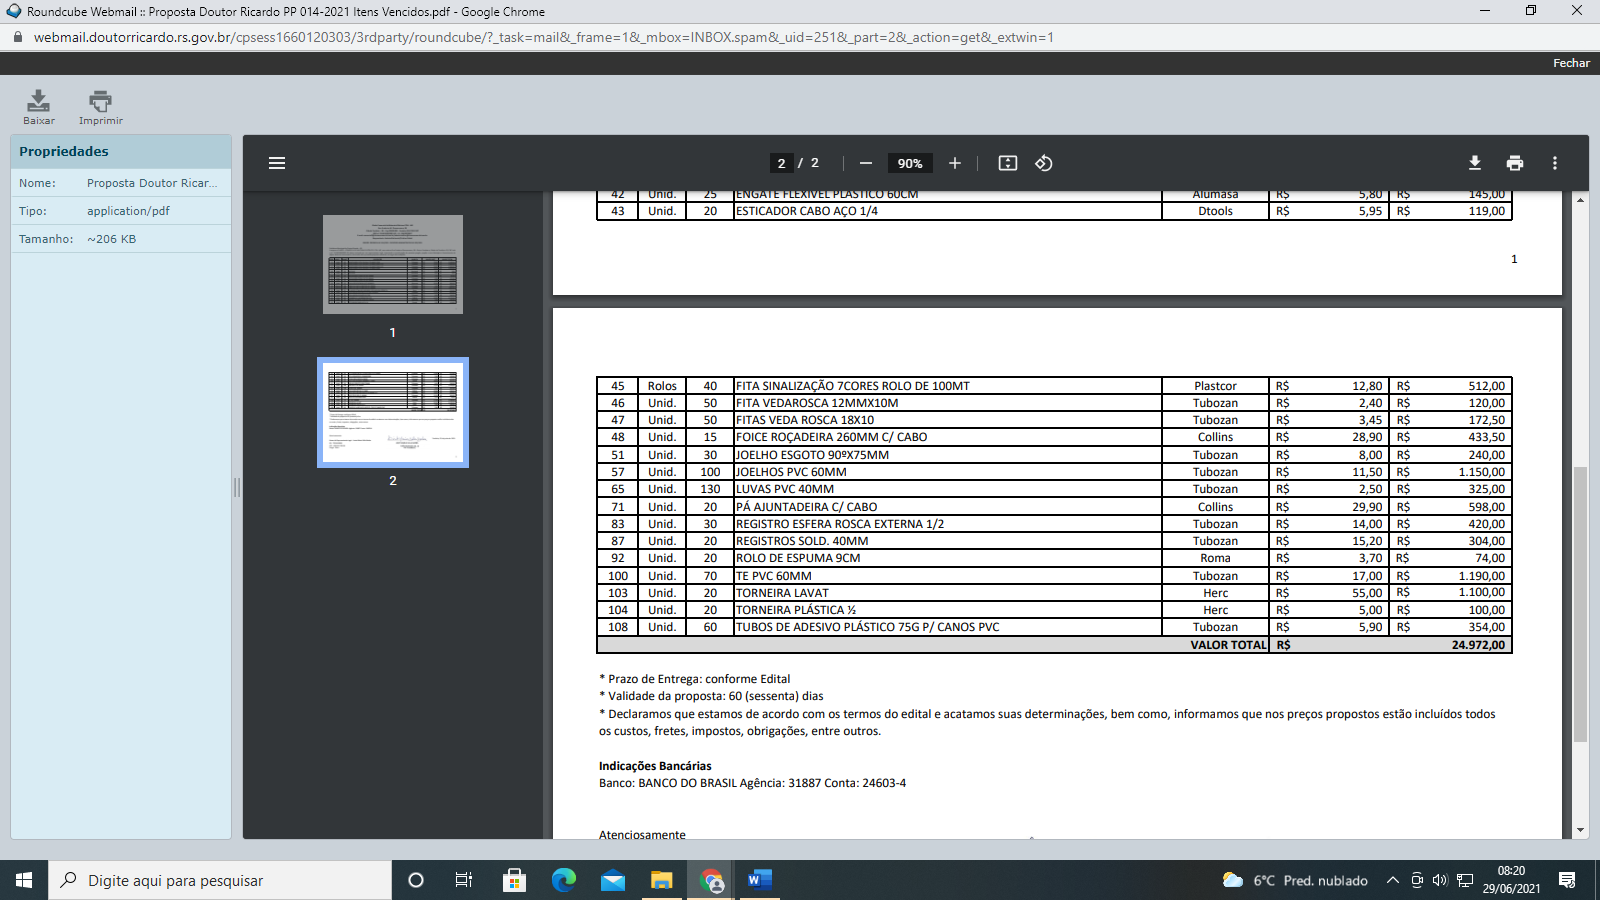 Roundcube Webmail :: Proposta Doutor Ricardo PP 014-2021 Itens Vencidos.pdf - Google Chrome
webmail.doutorricardo.rs.gov.br/cpsess1660120303/3rdparty/roundcube/?_task=mail&_frame=1&_mbox=INBOX.spam&_uid=251&_part=2&_action=get&_extwin=1
Fechar
Baixar Imprimir
Propriedades
Nome: Proposta Doutor Ricar...
Tipo: application/pdf
Tamanho: ~206 KB
2 / 2 90%
1
2
42 Unid. 25 ENGATE FLEXIVEL PLASTICO 60CM Alumasa R$ 5,80 R$ 145,00
43 Unid. 20 ESTICADOR CABO AÇO 1/4 Dtools R$ 5,95 R$ 119,00
1
45 Rolos 40 FITA SINALIZAÇÃO 7CORES ROLO DE 100MT Plastcor R$ 12,80 R$ 512,00
46 Unid. 50 FITA VEDAROSCA 12MMX10M Tubozan R$ 2,40 R$ 120,00
47 Unid. 50 FITAS VEDA ROSCA 18X10 Tubozan R$ 3,45 R$ 172,50
48 Unid. 15 FOICE ROÇADEIRA 260MM C/ CABO Collins R$ 28,90 R$ 433,50
51 Unid. 30 JOELHO ESGOTO 90ºX75MM Tubozan R$ 8,00 R$ 240,00
57 Unid. 100 JOELHOS PVC 60MM Tubozan R$ 11,50 R$ 1.150,00
65 Unid. 130 LUVAS PVC 40MM Tubozan R$ 2,50 R$ 325,00
71 Unid. 20 PÁ AJUNTADEIRA C/ CABO Collins R$ 29,90 R$ 598,00
83 Unid. 30 REGISTRO ESFERA ROSCA EXTERNA 1/2 Tubozan R$ 14,00 R$ 420,00
87 Unid. 20 REGISTROS SOLD. 40MM Tubozan R$ 15,20 R$ 304,00
92 Unid. 20 ROLO DE ESPUMA 9CM Roma R$ 3,70 R$ 74,00
100 Unid. 70 TE PVC 60MM Tubozan R$ 17,00 R$ 1.190,00
103 Unid. 20 TORNEIRA LAVAT Herc R$ 55,00 R$ 1.100,00
104 Unid. 20 TORNEIRA PLÁSTICA ½ Herc R$ 5,00 R$ 100,00
108 Unid. 60 TUBOS DE ADESIVO PLÁSTICO 75G P/ CANOS PVC Tubozan R$ 5,90 R$ 354,00
VALOR TOTAL R$ 24.972,00
* Prazo de Entrega: conforme Edital
* Validade da proposta: 60 (sessenta) dias
* Declaramos que estamos de acordo com os termos do edital e acatamos suas determinações, bem como, informamos que nos preços propostos estão incluídos todos
os custos, fretes, impostos, obrigações, entre outros.
Indicações Bancárias
Banco: BANCO DO BRASIL Agência: 31887 Conta: 24603-4
Atenciosamente
Digite aqui para pesquisar
6°C Pred. nublado
08:20
29/06/2021